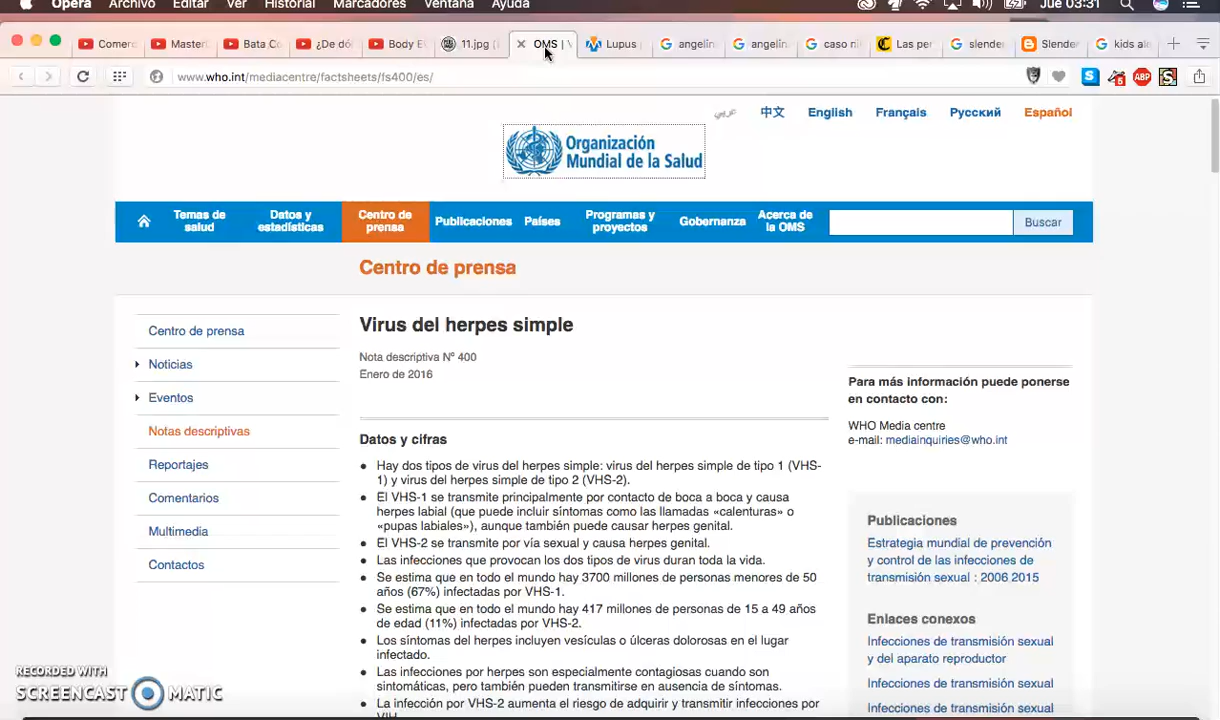 Opera Archivo Editar Ver Historial Marcadores Ventana Ayuda Jue 03:31
Comerc Master Bata Co ¿De dó Body E 11.jpg ( OMS | Lupus angelin angelin caso ni Las per slender Slender kids al
www.who.int/mediacentre/factsheets/fs400/es/
عربي 中文 English Français Русский Español
Organización
Mundial de la Salud
Temas de salud Datos y estadísticas Centro de prensa Publicaciones Países Programas y proyectos Gobernanza Acerca de la OMS Buscar
Centro de prensa
Centro de prensa
Noticias
Eventos
Notas descriptivas
Reportajes
Comentarios
Multimedia
Contactos
Virus del herpes simple
Nota descriptiva N° 400
Enero de 2016
Datos y cifras
Hay dos tipos de virus del herpes simple: virus del herpes simple de tipo 1 (VHS-
1) y virus del herpes simple de tipo 2 (VHS-2).
El VHS-1 se transmite principalmente por contacto de boca a boca y causa
herpes labial (que puede incluir síntomas como las llamadas «calenturas» o
«pupas labiales»), aunque también puede causar herpes genital.
El VHS-2 se transmite por vía sexual y causa herpes genital.
Las infecciones que provocan los dos tipos de virus duran toda la vida.
Se estima que en todo el mundo hay 3700 millones de personas menores de 50
años (67%) infectadas por VHS-1.
Se estima que en todo el mundo hay 417 millones de personas de 15 a 49 años
de edad (11%) infectadas por VHS-2.
Los síntomas del herpes incluyen vesículas o úlceras dolorosas en el lugar
infectado.
Las infecciones por herpes son especialmente contagiosas cuando son
sintomáticas, pero también pueden transmitirse en ausencia de síntomas.
La infección por VHS-2 aumenta el riesgo de adquirir y transmitir infecciones por
VIH.
Para más información puede ponerse
en contacto con:
WHO Media centre
e-mail: mediainquiries@who.int
Publicaciones
Estrategia mundial de prevención
y control de las infecciones de
transmisión sexual : 2006 2015
Enlaces conexos
Infecciones de transmisión sexual
y del aparato reproductor
Infecciones de transmisión sexual
Infecciones de transmisión sexual
RECORDED WITH
SCREENCAST MATIC